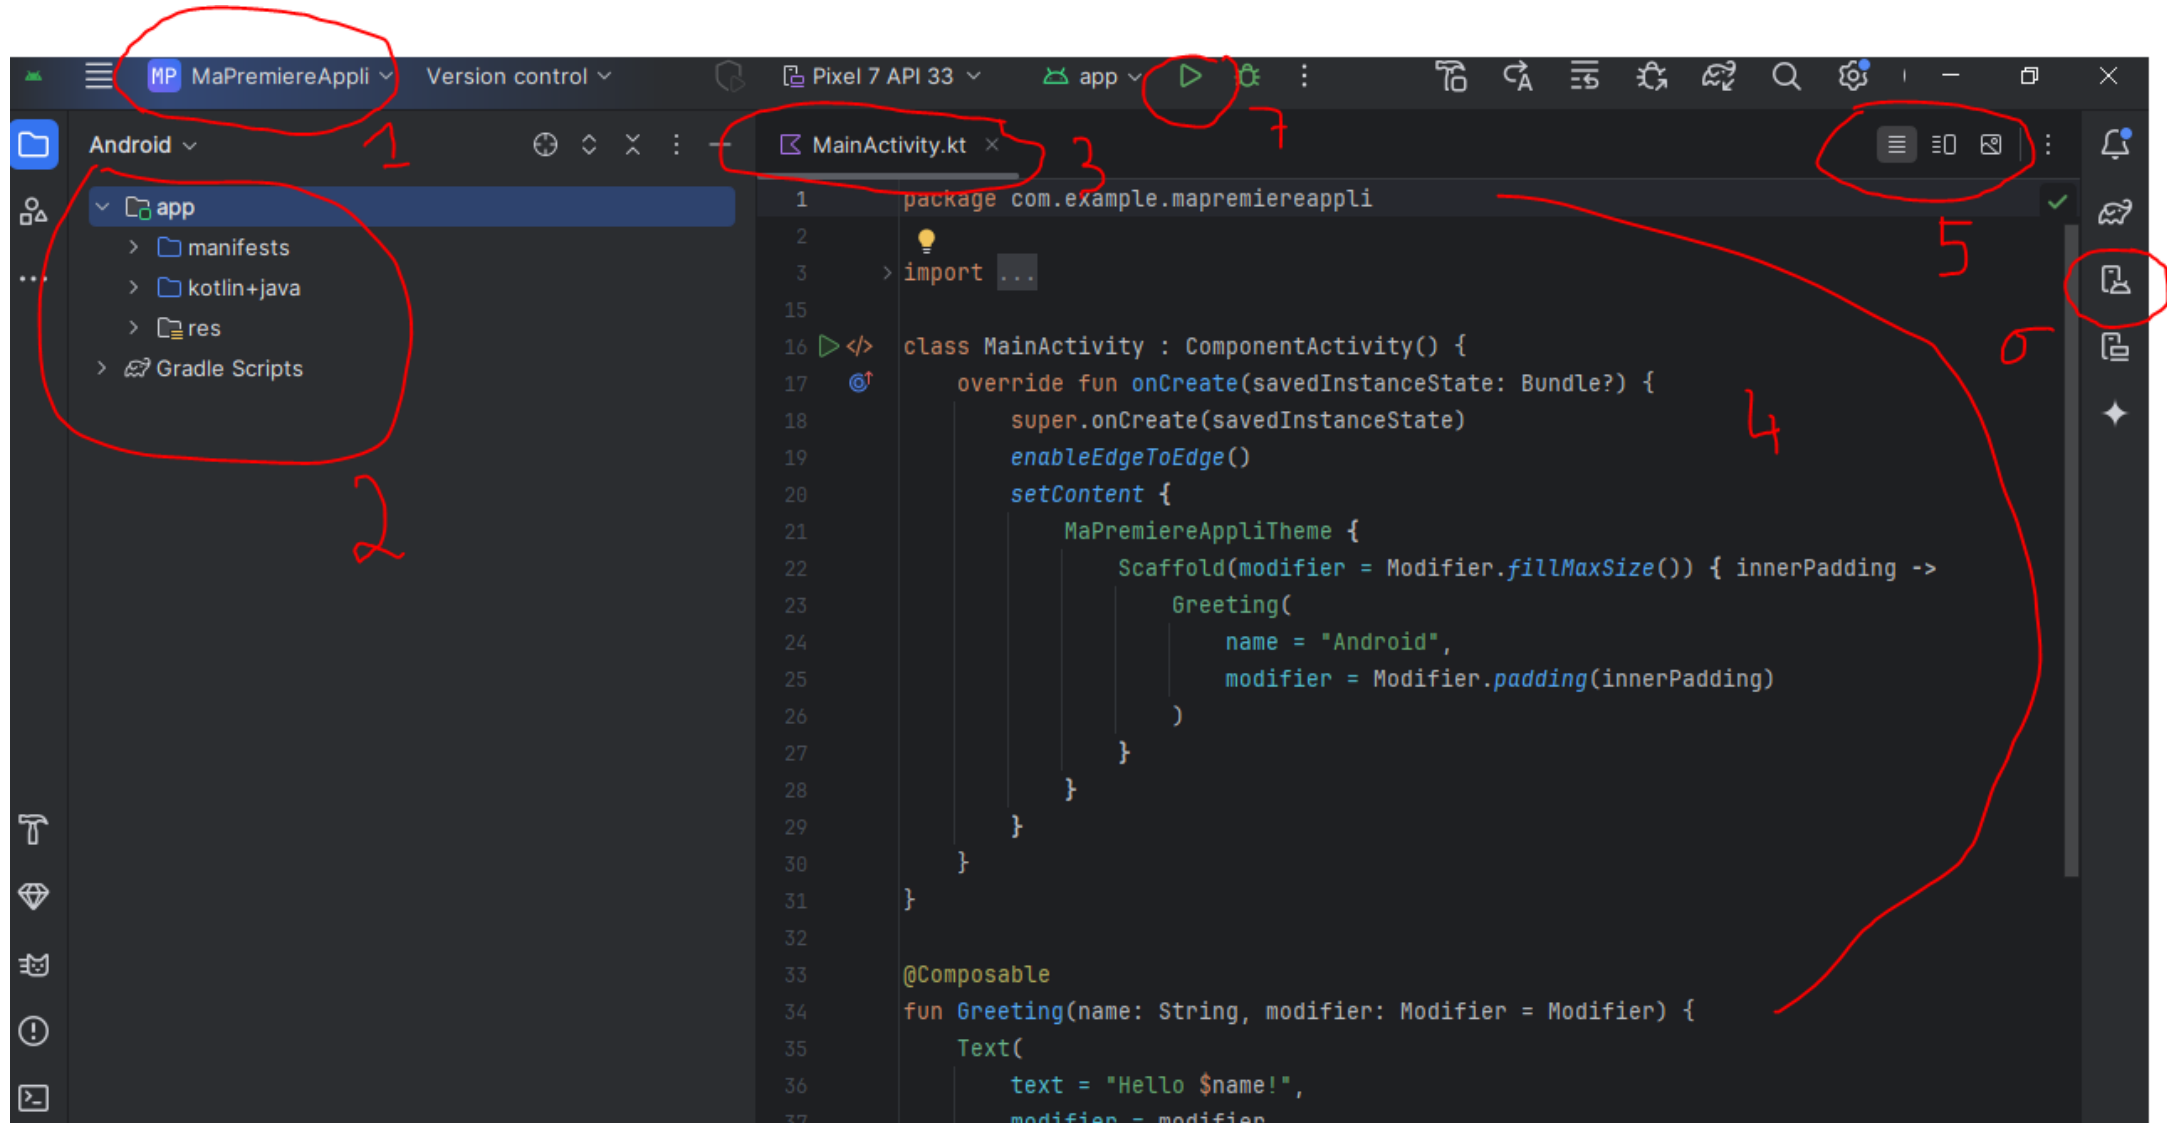 MP MaPremiereAppli Version control Pixel 7 API 33 app
1 7
Android MainActivity.kt 3
app
manifests
kotlin+java
res
Gradle Scripts
2
5
6
4
1 package com.example.mapremiereappli
2
3 import ...
15
16 class MainActivity : ComponentActivity() {
17 override fun onCreate(savedInstanceState: Bundle?) {
18 super.onCreate(savedInstanceState)
19 enableEdgeToEdge()
20 setContent {
21 MaPremiereAppliTheme {
22 Scaffold(modifier = Modifier.fillMaxSize()) { innerPadding ->
23 Greeting(
24 name = "Android",
25 modifier = Modifier.padding(innerPadding)
26 )
27 }
28 }
29 }
30 }
31 }
32
33 @Composable
34 fun Greeting(name: String, modifier: Modifier = Modifier) {
35 Text(
36 text = "Hello $name!",
37 modifier = modifier